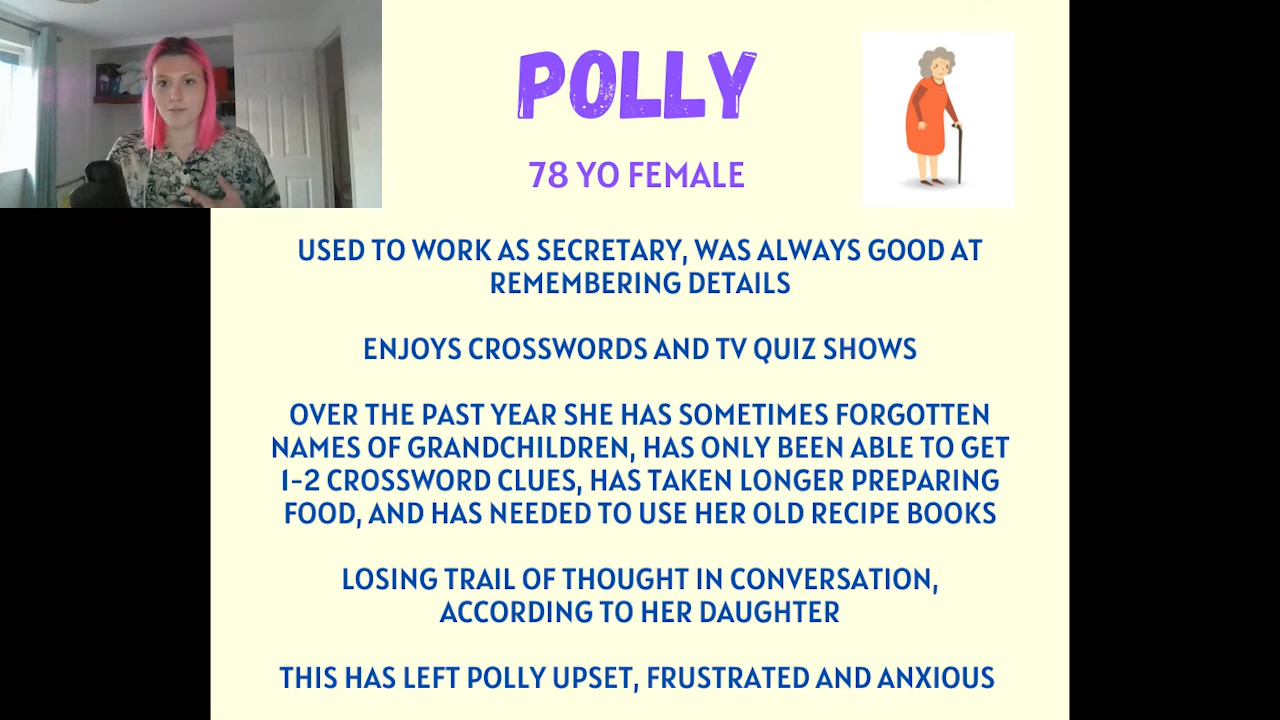 POLLY
78 YO FEMALE
USED TO WORK AS SECRETARY, WAS ALWAYS GOOD AT
REMEMBERING DETAILS
ENJOYS CROSSWORDS AND TV QUIZ SHOWS
OVER THE PAST YEAR SHE HAS SOMETIMES FORGOTTEN
NAMES OF GRANDCHILDREN, HAS ONLY BEEN ABLE TO GET
1-2 CROSSWORD CLUES, HAS TAKEN LONGER PREPARING
FOOD, AND HAS NEEDED TO USE HER OLD RECIPE BOOKS
LOSING TRAIL OF THOUGHT IN CONVERSATION,
ACCORDING TO HER DAUGHTER
THIS HAS LEFT POLLY UPSET, FRUSTRATED AND ANXIOUS